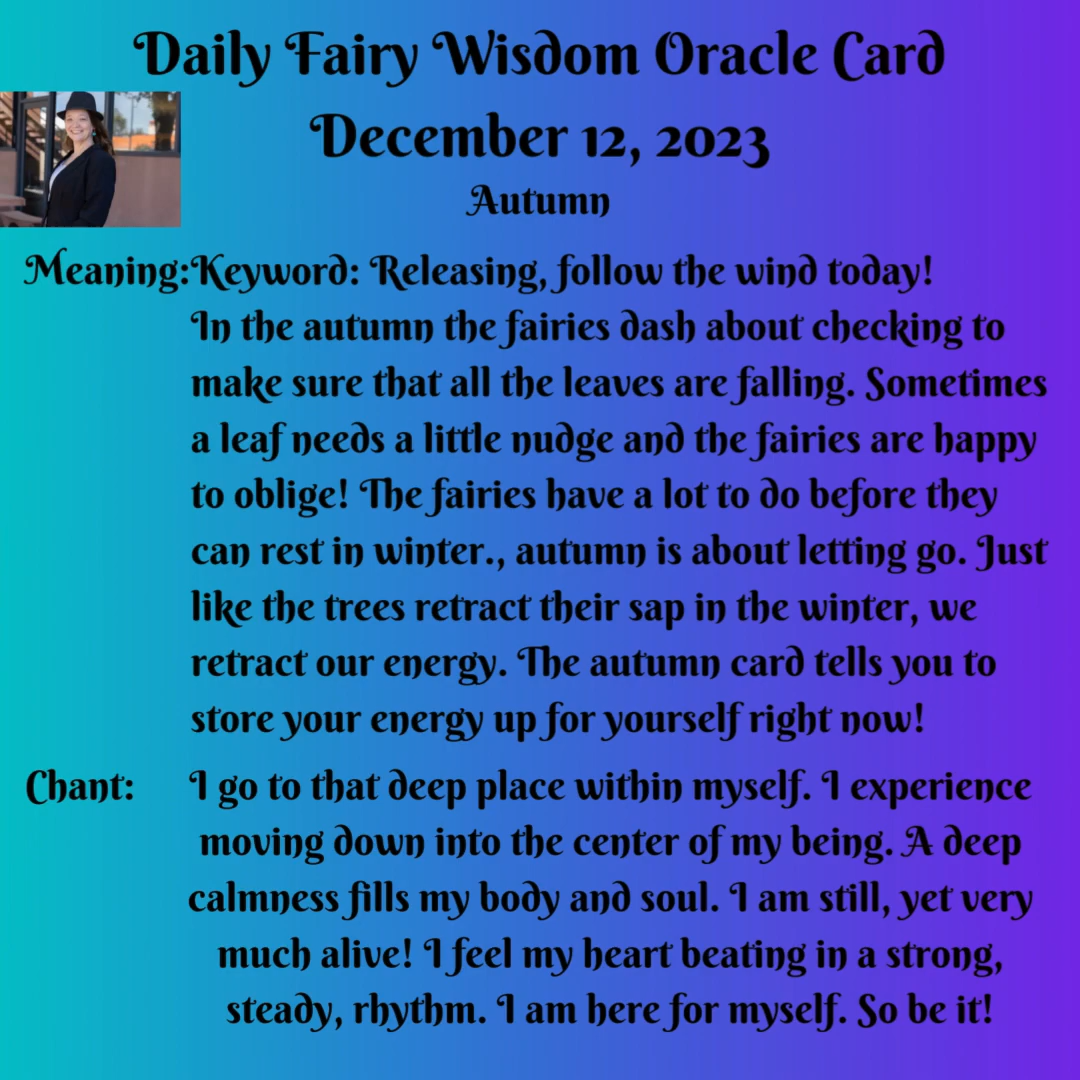 Daily Fairy Wisdom Oracle Card
December 12, 2023
Autumn
Meaning:Keyword: Releasing, follow the wind today!
In the autumn the fairies dash about checking to
make sure that all the leaves are falling. Sometimes
a leaf needs a little nudge and the fairies are happy
to oblige! The fairies have a lot to do before they
can rest in winter., autumn is about letting go. Just
like the trees retract their sap in the winter, we
retract our energy. The autumn card tells you to
store your energy up for yourself right now!
Chant: I go to that deep place within myself. I experience
moving down into the center of my being. A deep
calmness fills my body and soul. I am still, yet very
much alive! I feel my heart beating in a strong,
steady, rhythm. I am here for myself. So be it!